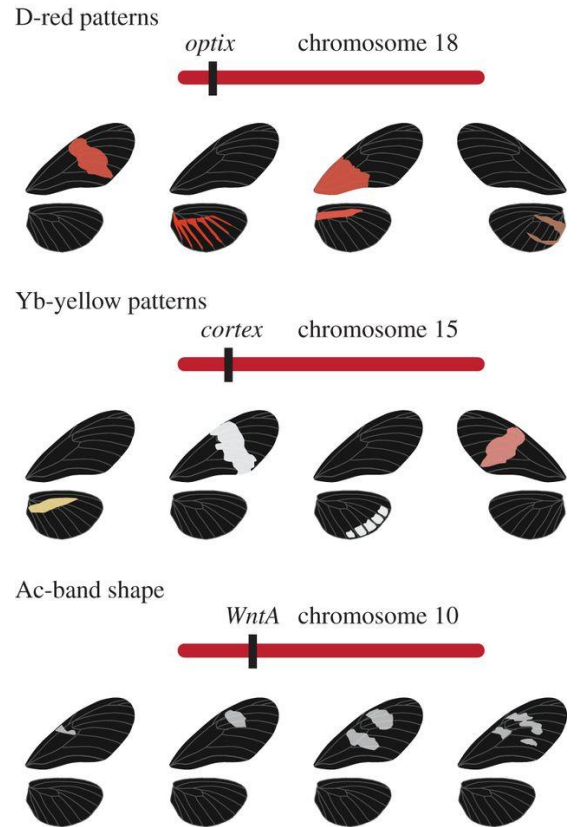 D-red patterns
optix chromosome 18
Yb-yellow patterns
cortex chromosome 15
Ac-band shape
WntA chromosome 10